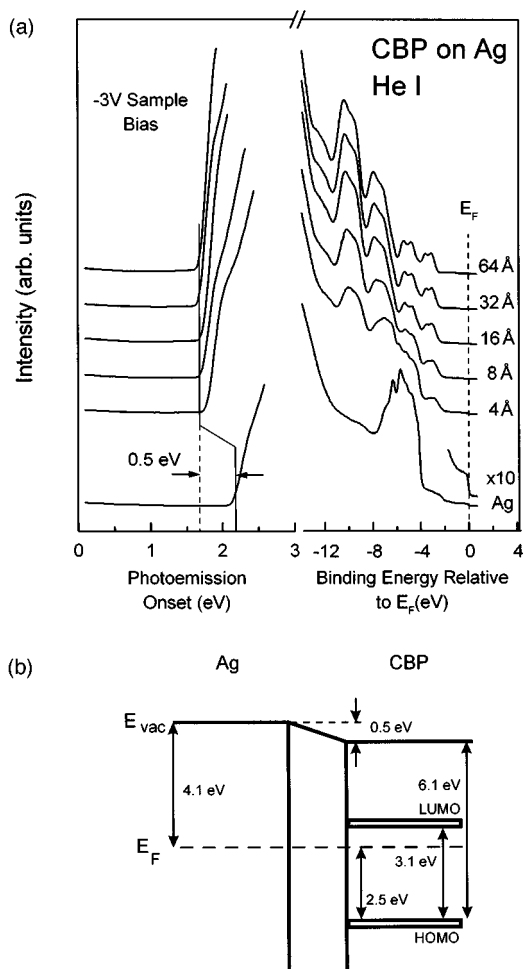 (a)
CBP on Ag
He I
-3V Sample
Bias
E_F
Intensity (arb. units)
64 Å
32 Å
16 Å
8 Å
4 Å
0.5 eV
x10
Ag
0 1 2 3 -12 -8 -4 0 4
Photoemission
Onset (eV)
Binding Energy Relative
to E_F(eV)
(b)
Ag CBP
E_vac
0.5 eV
4.1 eV
6.1 eV
LUMO
E_F
3.1 eV
2.5 eV
HOMO